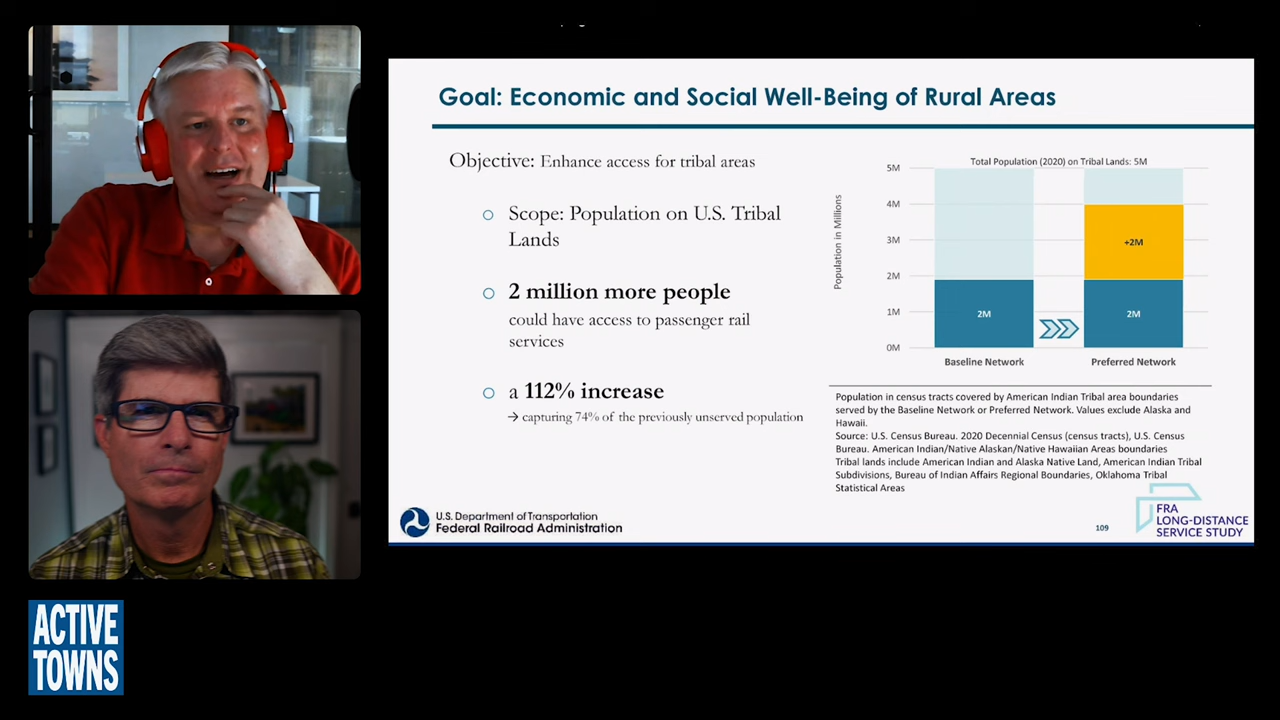 Goal: Economic and Social Well-Being of Rural Areas
Objective: Enhance access for tribal areas
Scope: Population on U.S. Tribal
Lands
2 million more people
could have access to passenger rail
services
a 112% increase
→ capturing 74% of the previously unserved population
Total Population (2020) on Tribal Lands: 5M
Population in Millions
5M
4M
3M
2M
1M
0M
2M
+2M
2M
Baseline Network
Preferred Network
Population in census tracts covered by American Indian Tribal area boundaries
served by the Baseline Network or Preferred Network. Values exclude Alaska and
Hawaii.
Source: U.S. Census Bureau. 2020 Decennial Census (census tracts), U.S. Census
Bureau. American Indian/Native Alaskan/Native Hawaiian Areas boundaries
Tribal lands include American Indian and Alaska Native Land, American Indian Tribal
Subdivisions, Bureau of Indian Affairs Regional Boundaries, Oklahoma Tribal
Statistical Areas
U.S. Department of Transportation
Federal Railroad Administration
109
FRA
LONG-DISTANCE
SERVICE STUDY
ACTIVE
TOWNS